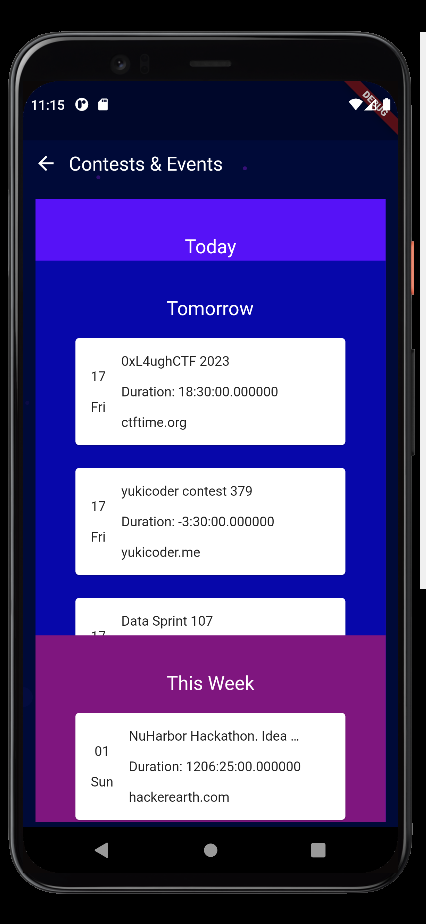 11:15
DEBUG
Contests & Events
Today
Tomorrow
17
Fri
0xL4ughCTF 2023
Duration: 18:30:00.000000
ctftime.org
17
Fri
yukicoder contest 379
Duration: -3:30:00.000000
yukicoder.me
17
Data Sprint 107
This Week
01
Sun
NuHarbor Hackathon. Idea ...
Duration: 1206:25:00.000000
hackerearth.com